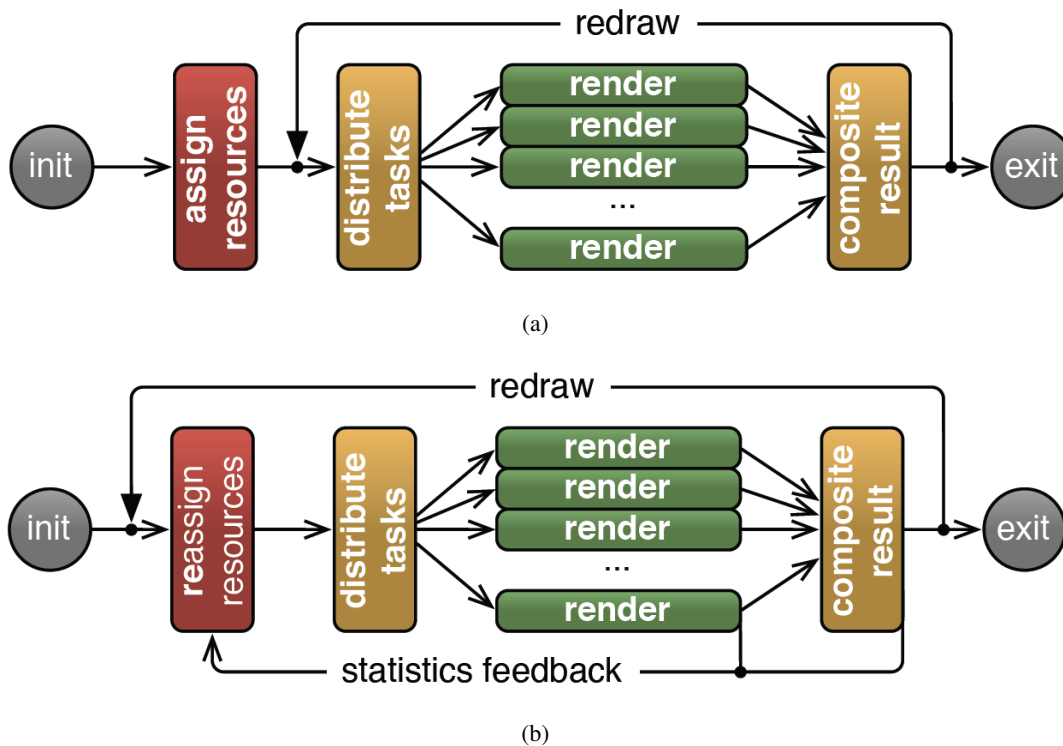 redraw
init
assign
resources
distribute
tasks
render
render
render
...
render
composite
result
exit
(a)
redraw
init
reassign
resources
distribute
tasks
render
render
render
...
render
composite
result
exit
statistics feedback
(b)